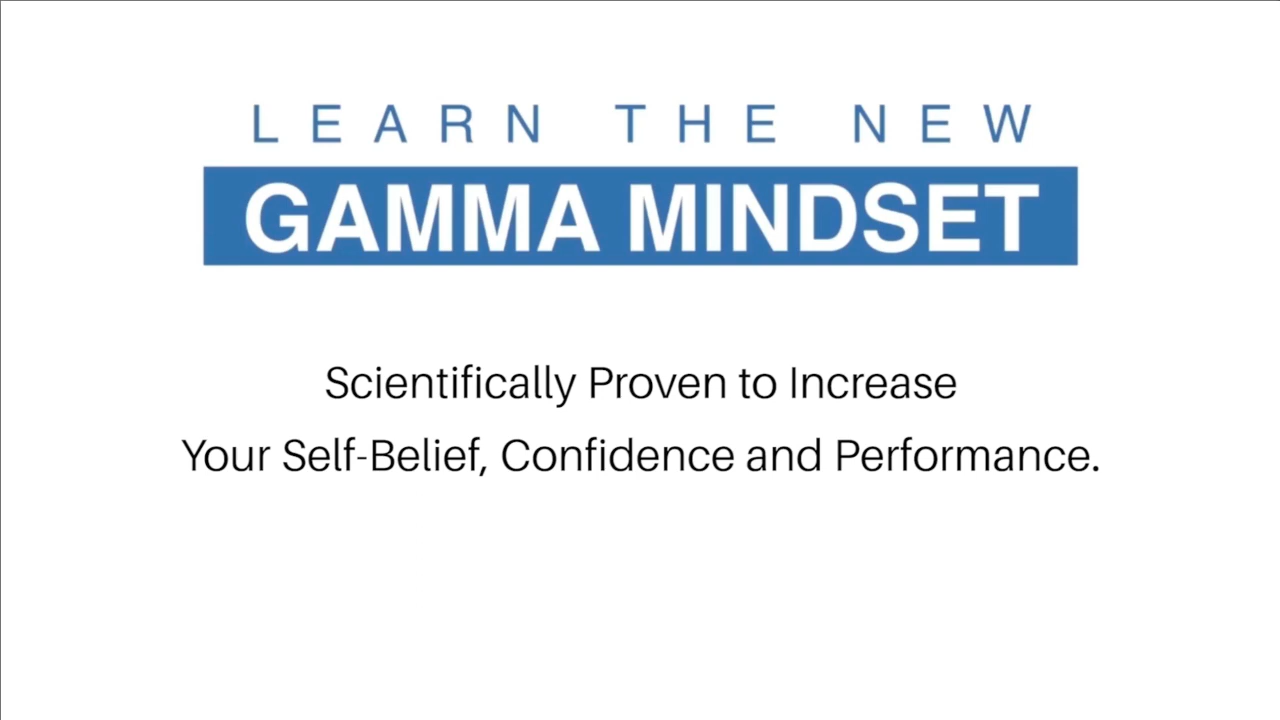 LEARN THE NEW
GAMMA MINDSET
Scientifically Proven to Increase
Your Self-Belief, Confidence and Performance.